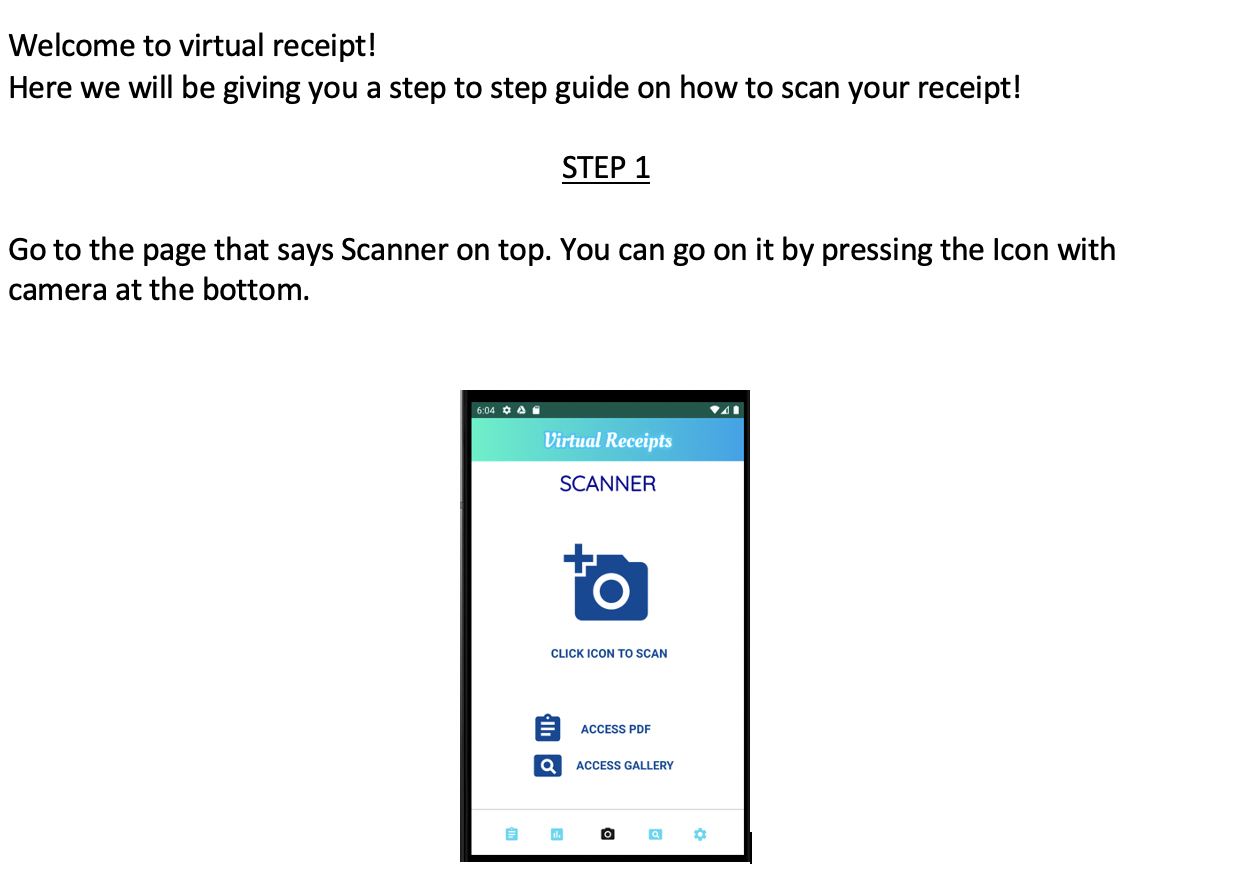 Welcome to virtual receipt!
Here we will be giving you a step to step guide on how to scan your receipt!
STEP 1
Go to the page that says Scanner on top. You can go on it by pressing the Icon with
camera at the bottom.
6:04
Virtual Receipts
SCANNER
CLICK ICON TO SCAN
ACCESS PDF
ACCESS GALLERY